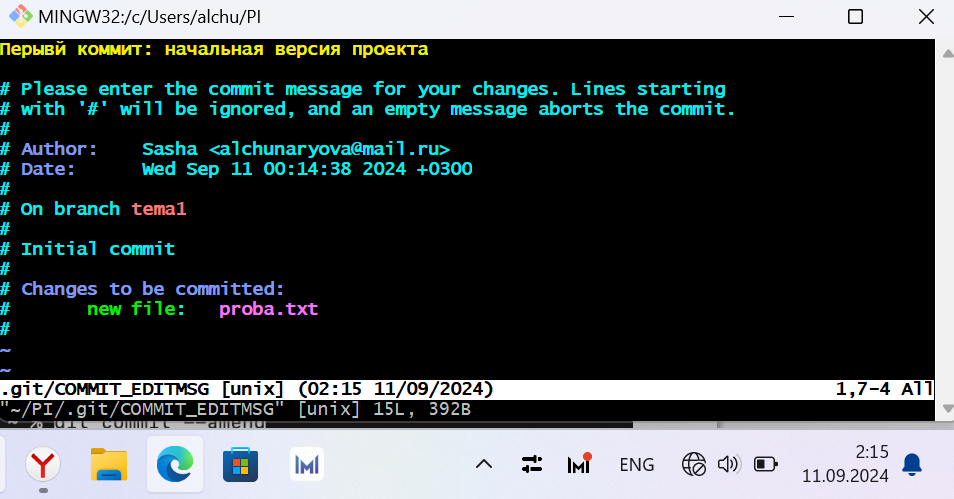 MINGW32:/c/Users/alchu/PI
Перывй коммит: начальная версия проекта
# Please enter the commit message for your changes. Lines starting
# with '#' will be ignored, and an empty message aborts the commit.
#
# Author:    Sasha <alchunaryova@mail.ru>
# Date:      Wed Sep 11 00:14:38 2024 +0300
#
# On branch tema1
#
# Initial commit
#
# Changes to be committed:
#       new file:   proba.txt
#
~
~
.git/COMMIT_EDITMSG [unix] (02:15 11/09/2024) 1,7-4 All
"~/PI/.git/COMMIT_EDITMSG" [unix] 15L, 392B
~ % git commit --amend
ENG
2:15
11.09.2024